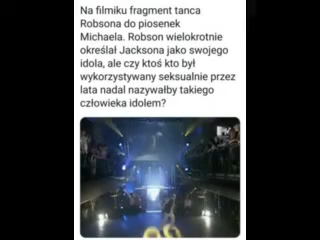 Na filmiku fragment tanca
Robsona do piosenek
Michaela. Robson wielokrotnie
określał Jacksona jako swojego
idola, ale czy ktoś kto był
wykorzystywany seksualnie przez
lata nadal nazywałby takiego
człowieka idolem?